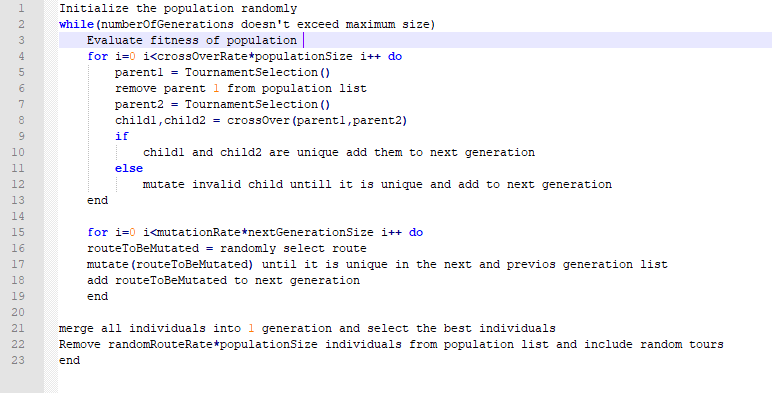 1 Initialize the population randomly
2 while(numberOfGenerations doesn't exceed maximum size)
3 Evaluate fitness of population
4 for i=0 i<crossOverRate*populationSize i++ do
5 parent1 = TournamentSelection()
6 remove parent 1 from population list
7 parent2 = TournamentSelection()
8 child1,child2 = crossOver(parent1,parent2)
9 if
10 child1 and child2 are unique add them to next generation
11 else
12 mutate invalid child untill it is unique and add to next generation
13 end
14
15 for i=0 i<mutationRate*nextGenerationSize i++ do
16 routeToBeMutated = randomly select route
17 mutate(routeToBeMutated) until it is unique in the next and previos generation list
18 add routeToBeMutated to next generation
19 end
20
21 merge all individuals into 1 generation and select the best individuals
22 Remove randomRouteRate*populationSize individuals from population list and include random tours
23 end